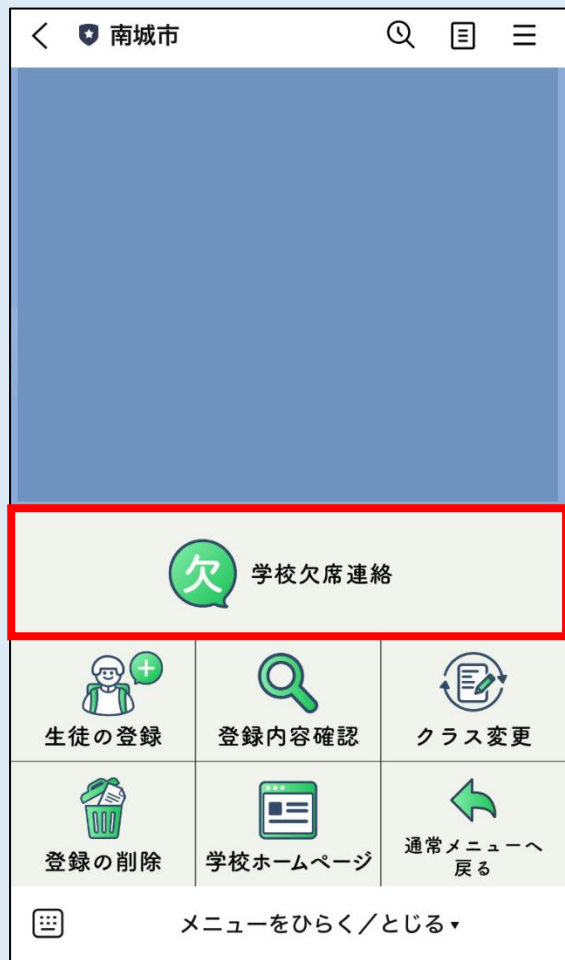 南城市
欠
学校欠席連絡
生徒の登録
登録内容確認
クラス変更
登録の削除
学校ホームページ
通常メニューへ
戻る
メニューをひらく／とじる▾